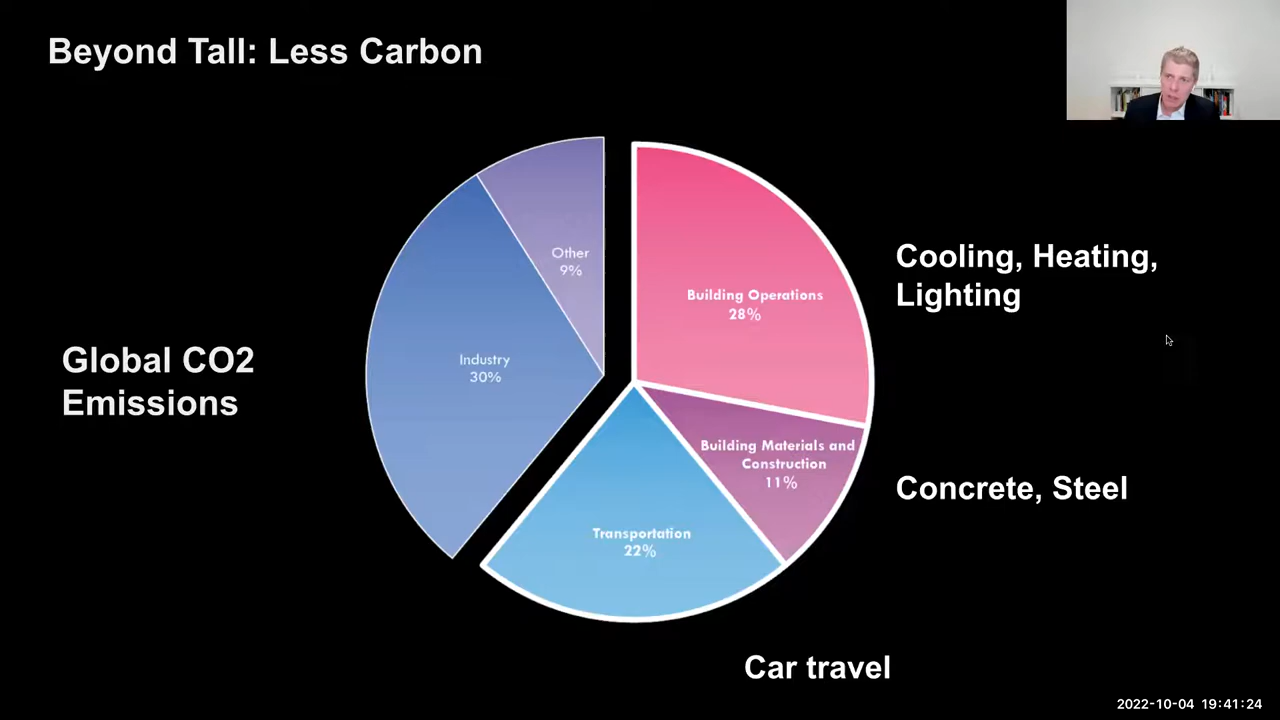 Beyond Tall: Less Carbon
Other
9%
Building Operations
28%
Cooling, Heating,
Lighting
Industry
30%
Global CO2
Emissions
Building Materials and
Construction
11%
Concrete, Steel
Transportation
22%
Car travel
2022-10-04 19:41:24